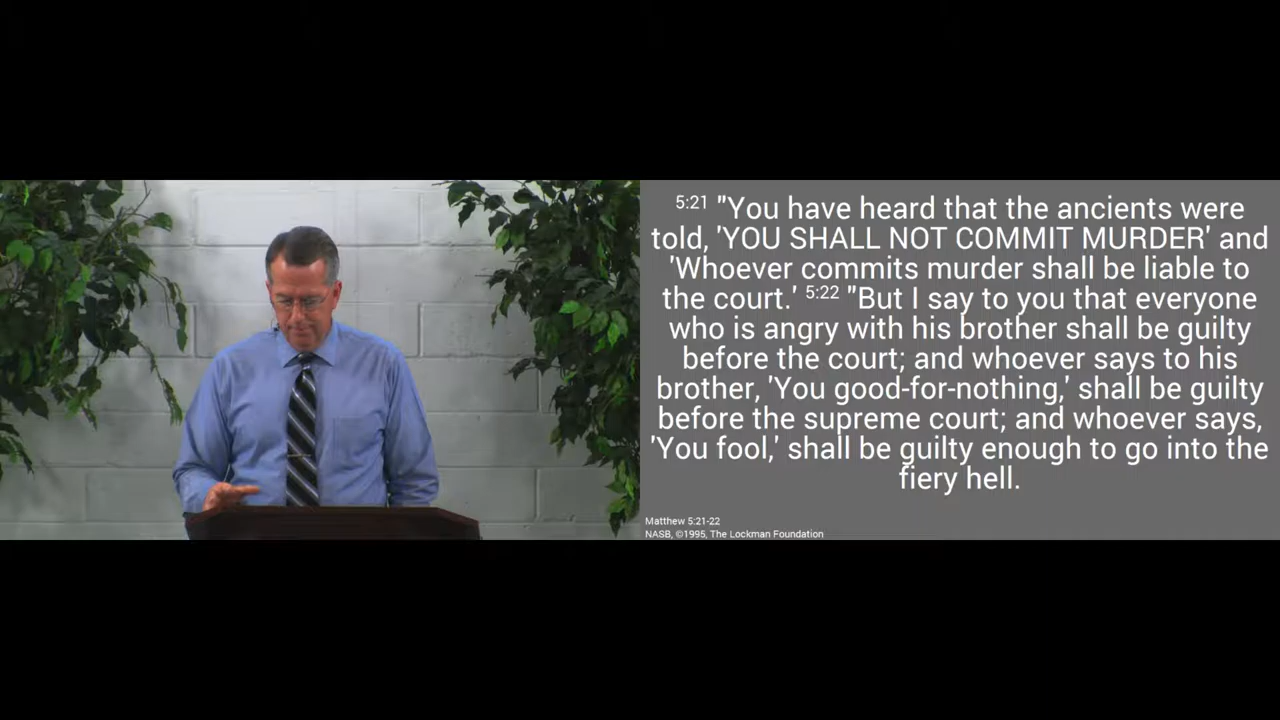 5:21 "You have heard that the ancients were
told, 'YOU SHALL NOT COMMIT MURDER' and
'Whoever commits murder shall be liable to
the court.' 5:22 "But I say to you that everyone
who is angry with his brother shall be guilty
before the court; and whoever says to his
brother, 'You good-for-nothing,' shall be guilty
before the supreme court; and whoever says,
'You fool,' shall be guilty enough to go into the
fiery hell.
Matthew 5:21-22
NASB, ©1995, The Lockman Foundation